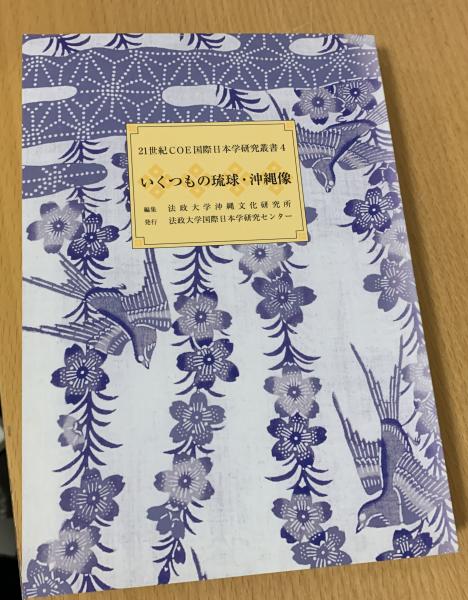 21世紀COE国際日本学研究叢書4
いくつもの琉球・沖縄像
編集 法政大学沖縄文化研究所
発行 法政大学国際日本学研究センター